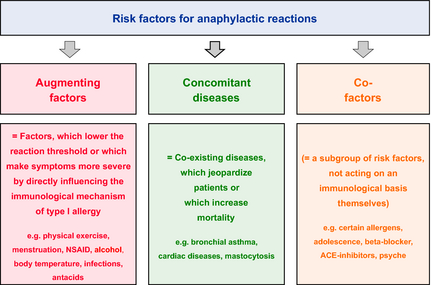 Risk factors for anaphylactic reactions
Augmenting
factors
= Factors, which lower the
reaction threshold or which
make symptoms more severe
by directly influencing the
immunological mechanism
of type I allergy
e.g. physical exercise,
menstruation, NSAID, alcohol,
body temperature, infections,
antacids
Concomitant
diseases
= Co-existing diseases,
which jeopardize
patients or
which increase
mortality
e.g. bronchial asthma,
cardiac diseases, mastocytosis
Co-
factors
(= a subgroup of risk factors,
not acting on an
immunological basis
themselves)
e.g. certain allergens,
adolescence, beta-blocker,
ACE-inhibitors, psyche